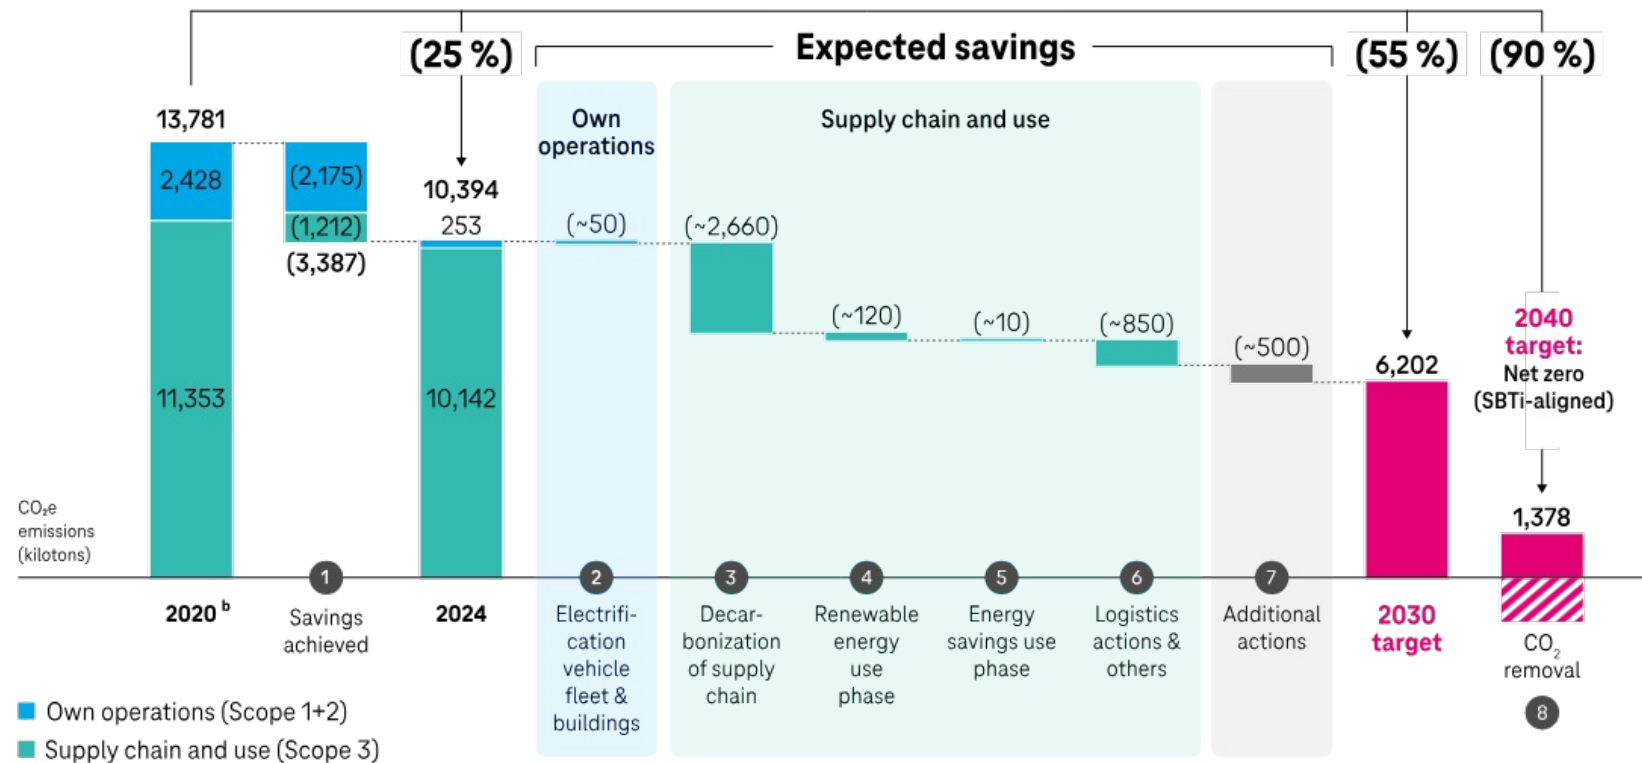 (25 %)
Expected savings
(55 %)
(90 %)
13,781
2,428
11,353
(2,175)
(1,212)
(3,387)
10,394
253
10,142
Own
operations
(~50)
Supply chain and use
(~2,660)
(~120)
(~10)
(~850)
(~500)
6,202
2040
target:
Net zero
(SBTi-aligned)
1,378
CO₂e
emissions
(kilotons)
2020 ᵇ
1
Savings
achieved
2024
2
Electrifi-
cation
vehicle
fleet &
buildings
3
Decar-
bonization
of supply
chain
4
Renewable
energy
use
phase
5
Energy
savings use
phase
6
Logistics
actions &
others
7
Additional
actions
2030
target
CO₂
removal
8
Own operations (Scope 1+2)
Supply chain and use (Scope 3)